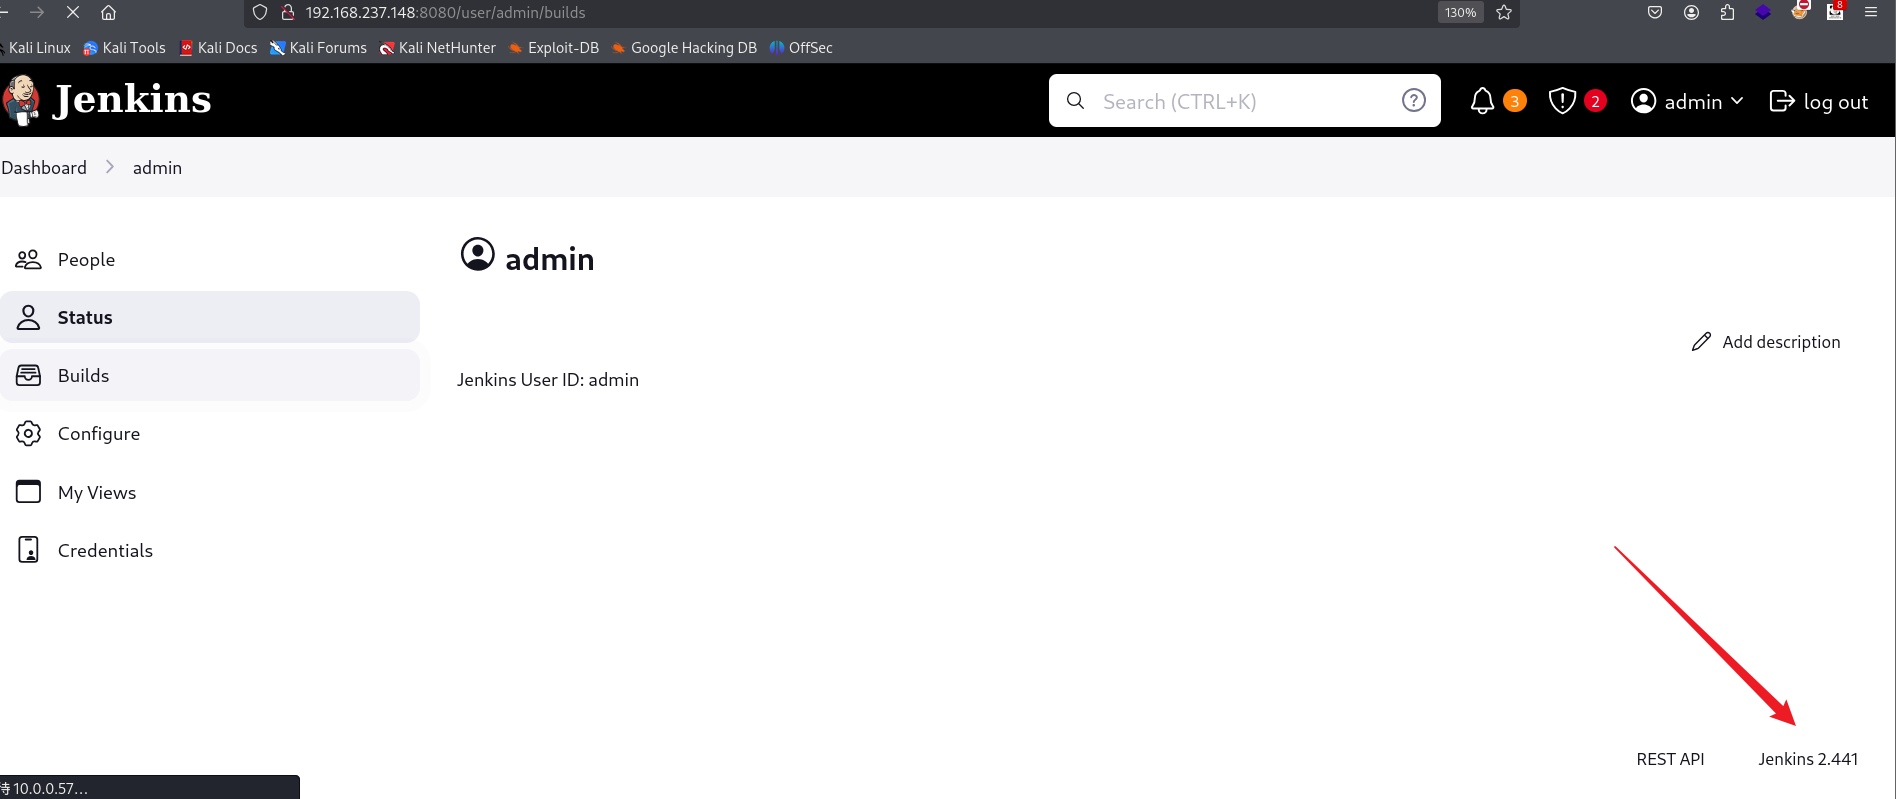 192.168.237.148:8080/user/admin/builds 130% 8
Kali Linux Kali Tools Kali Docs Kali Forums Kali NetHunter Exploit-DB Google Hacking DB OffSec
Jenkins Search (CTRL+K) ? 3 2 admin log out
Dashboard admin
People
Status
Builds
Configure
My Views
Credentials
admin
Add description
Jenkins User ID: admin
REST API Jenkins 2.441
待 10.0.0.57…